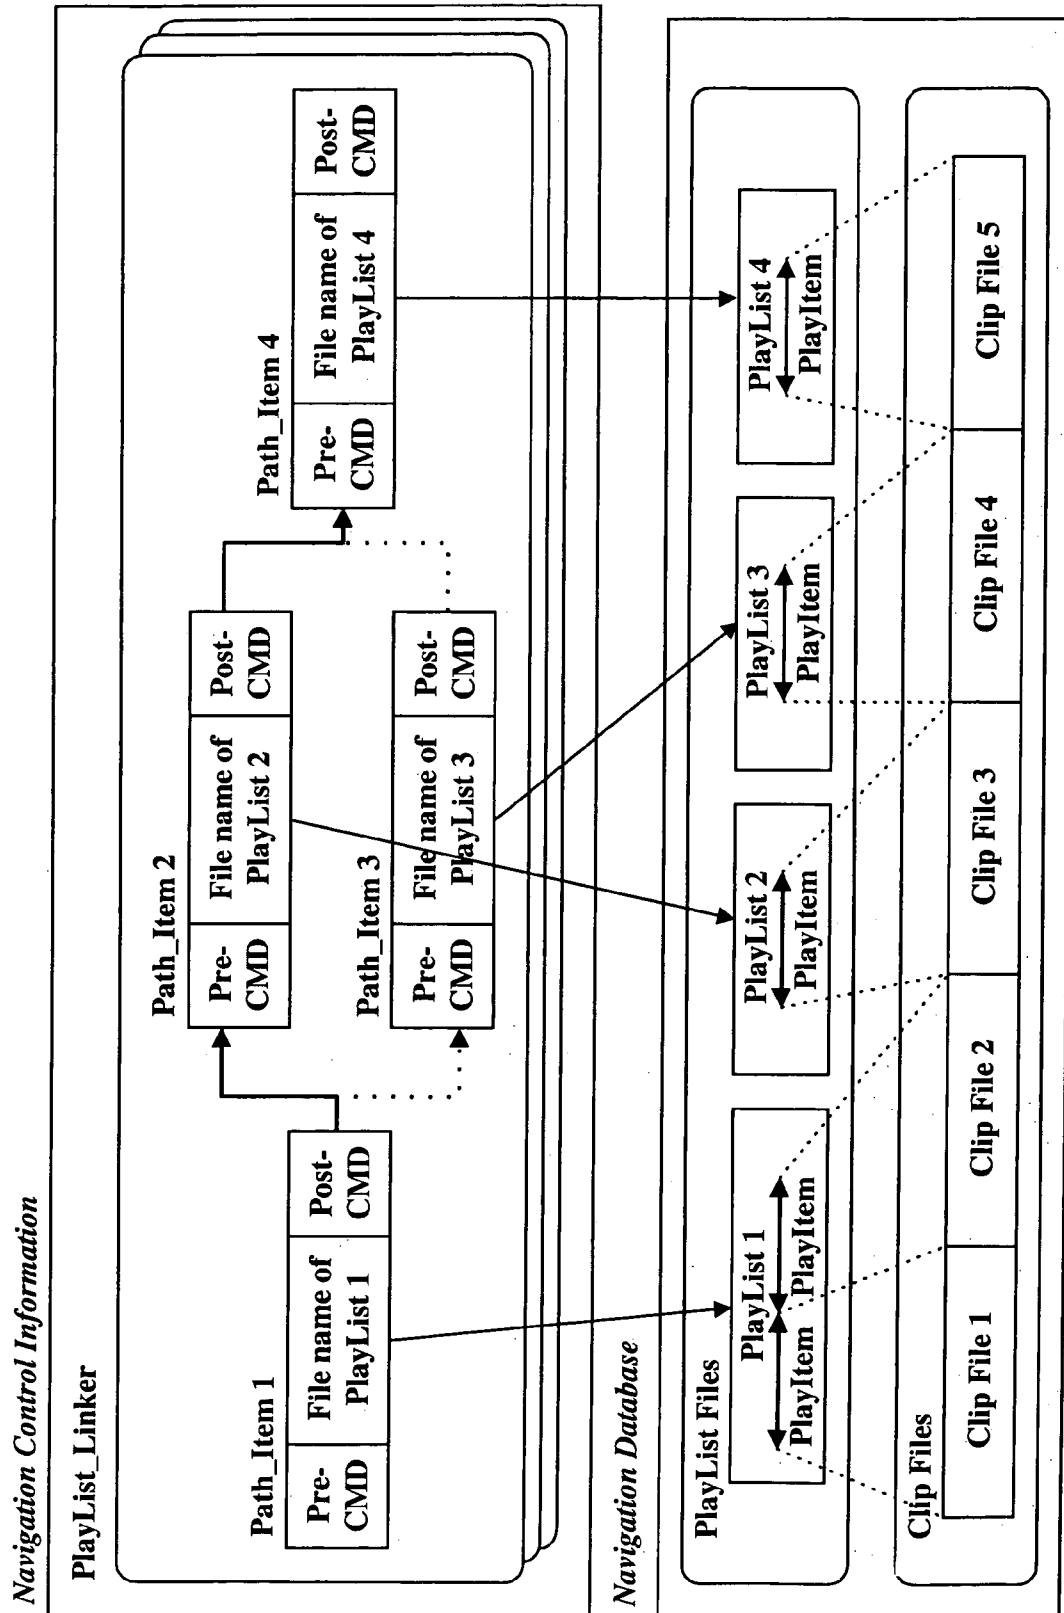 Navigation Control Information
PlayList_Linker
Path_Item 1
Pre-
CMD
File name of
PlayList 1
Post-
CMD
Path_Item 2
Pre-
CMD
File name of
PlayList 2
Post-
CMD
Path_Item 3
Pre-
CMD
File name of
PlayList 3
Post-
CMD
Path_Item 4
Pre-
CMD
File name of
PlayList 4
Post-
CMD
Navigation Database
PlayList Files
PlayList 1
PlayItem
PlayItem
PlayList 2
PlayItem
PlayList 3
PlayItem
PlayList 4
PlayItem
Clip Files
Clip File 1
Clip File 2
Clip File 3
Clip File 4
Clip File 5